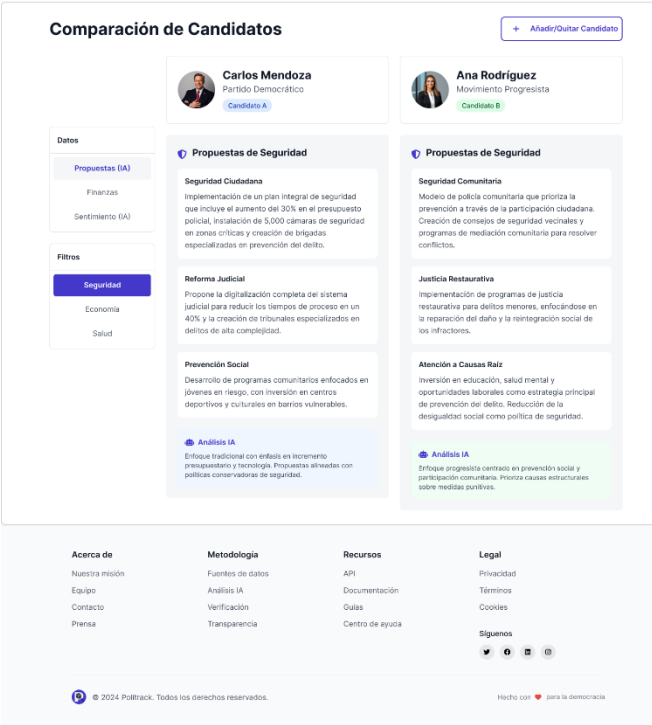 Comparación de Candidatos
+ Añadir/Quitar Candidato
Carlos Mendoza
Partido Democrático
Candidato A
Ana Rodríguez
Movimiento Progresista
Candidato B
Datos
Propuestas (IA)
Finanzas
Sentimiento (IA)
Filtros
Seguridad
Economía
Salud
Propuestas de Seguridad
Seguridad Ciudadana
Implementación de un plan integral de seguridad
que incluye el aumento del 30% en el presupuesto
policial, instalación de 5,000 cámaras de seguridad
en zonas críticas y creación de brigadas
especializadas en prevención del delito.
Reforma Judicial
Propone la digitalización completa del sistema
judicial para reducir los tiempos de proceso en un
40% y la creación de tribunales especializados en
delitos de alta complejidad.
Prevención Social
Desarrollo de programas comunitarios enfocados en
jóvenes en riesgo, con inversión en centros
deportivos y culturales en barrios vulnerables.
Análisis IA
Enfoque tradicional con énfasis en incremento
presupuestario y tecnología. Propuestas alineadas con
políticas conservadoras de seguridad.
Propuestas de Seguridad
Seguridad Comunitaria
Modelo de policía comunitaria que prioriza la
prevención a través de la participación ciudadana.
Creación de consejos de seguridad vecinales y
programas de mediación comunitaria para resolver
conflictos.
Justicia Restaurativa
Implementación de programas de justicia
restaurativa para delitos menores, enfocándose en
la reparación del daño y la reintegración social de
los infractores.
Atención a Causas Raíz
Inversión en educación, salud mental y
oportunidades laborales como estrategia principal
de prevención del delito. Reducción de la
desigualdad social como política de seguridad.
Análisis IA
Enfoque progresista centrado en prevención social y
participación comunitaria. Prioriza causas estructurales
sobre medidas punitivas.
Acerca de
Nuestra misión
Equipo
Contacto
Prensa
Metodología
Fuentes de datos
Análisis IA
Verificación
Transparencia
Recursos
API
Documentación
Guías
Centro de ayuda
Legal
Privacidad
Términos
Cookies
Síguenos
© 2024 Politrack. Todos los derechos reservados.
Hecho con ❤ para la democracia